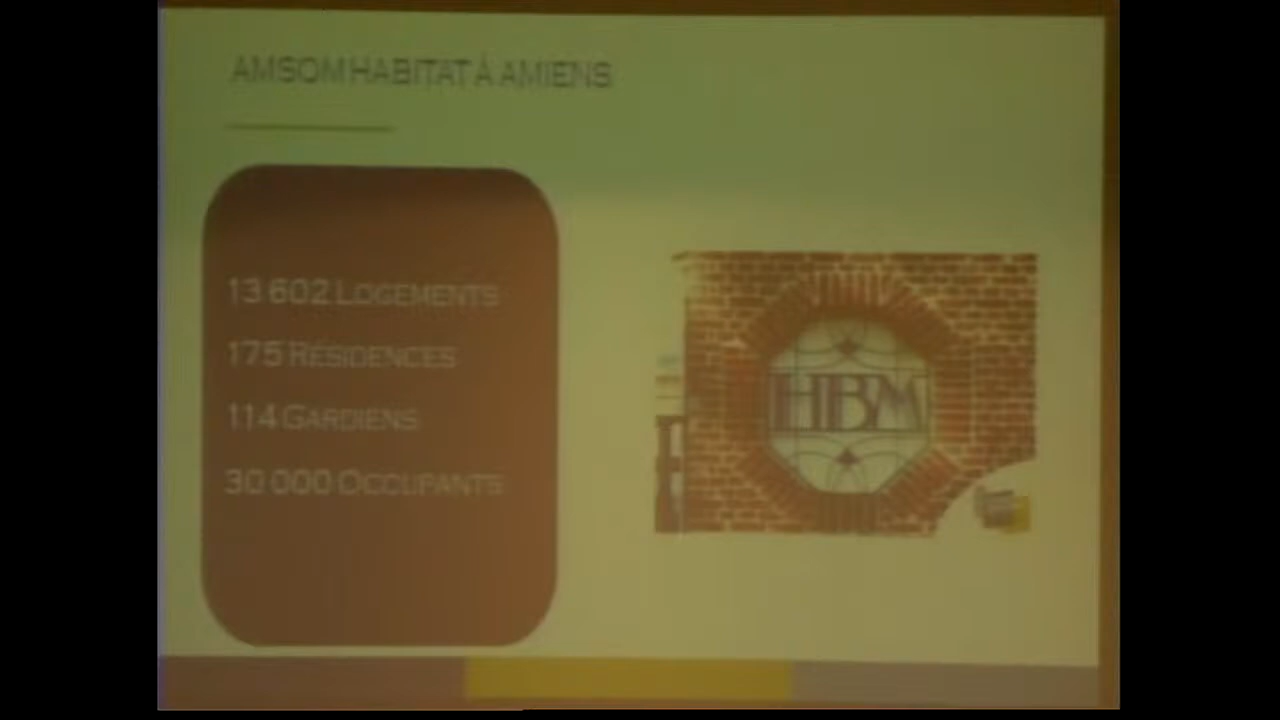 AMSOM HABITAT À AMIENS
13 602 LOGEMENTS
175 RÉSIDENCES
114 GARDIENS
30 000 OCCUPANTS
HBM